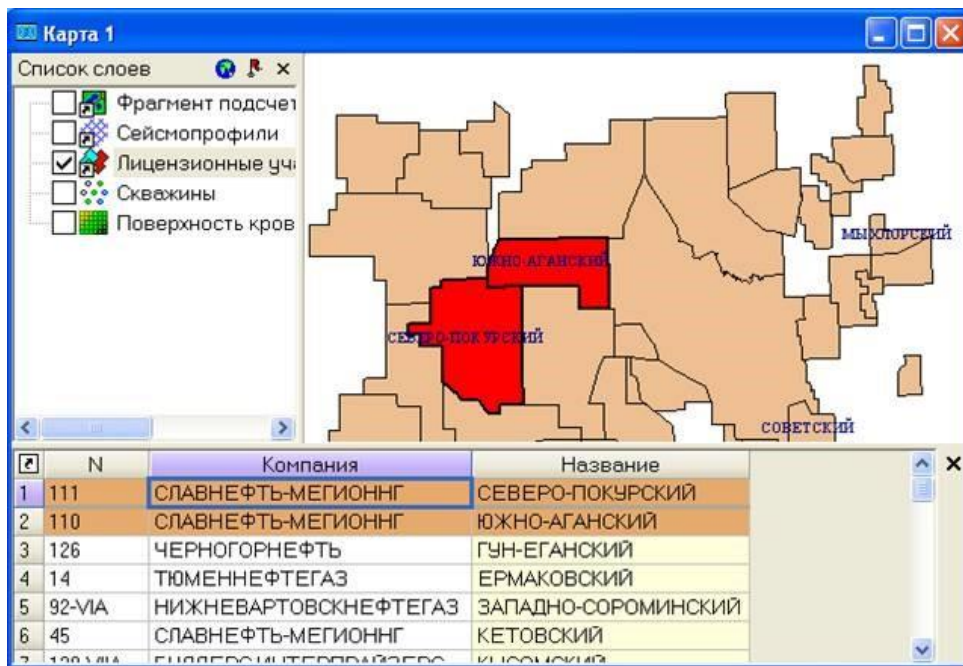 Карта 1
Список слоев
Фрагмент подсчет
Сейсмопрофили
Лицензионные уча
Скважины
Поверхность кров
МЫХПОРСКИЙ
ЮЖНО-АГАНСКИЙ
СЕВЕРО-ПОКУРСКИЙ
СОВЕТСКИЙ
N Компания Название
1 111 СЛАВНЕФТЬ-МЕГИОННГ СЕВЕРО-ПОКУРСКИЙ
2 110 СЛАВНЕФТЬ-МЕГИОННГ ЮЖНО-АГАНСКИЙ
3 126 ЧЕРНОГОРНЕФТЬ ГУН-ЕГАНСКИЙ
4 14 ТЮМЕННЕФТЕГАЗ ЕРМАКОВСКИЙ
5 92-VIA НИЖНЕВАРТОВСКНЕФТЕГАЗ ЗАПАДНО-СОРОМИНСКИЙ
6 45 СЛАВНЕФТЬ-МЕГИОННГ КЕТОВСКИЙ